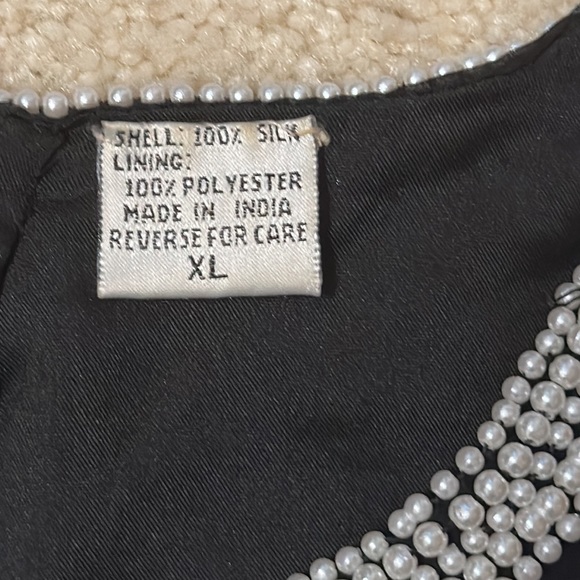 SHELL: 100% SILK
LINING:
100% POLYESTER
MADE IN INDIA
REVERSE FOR CARE
XL